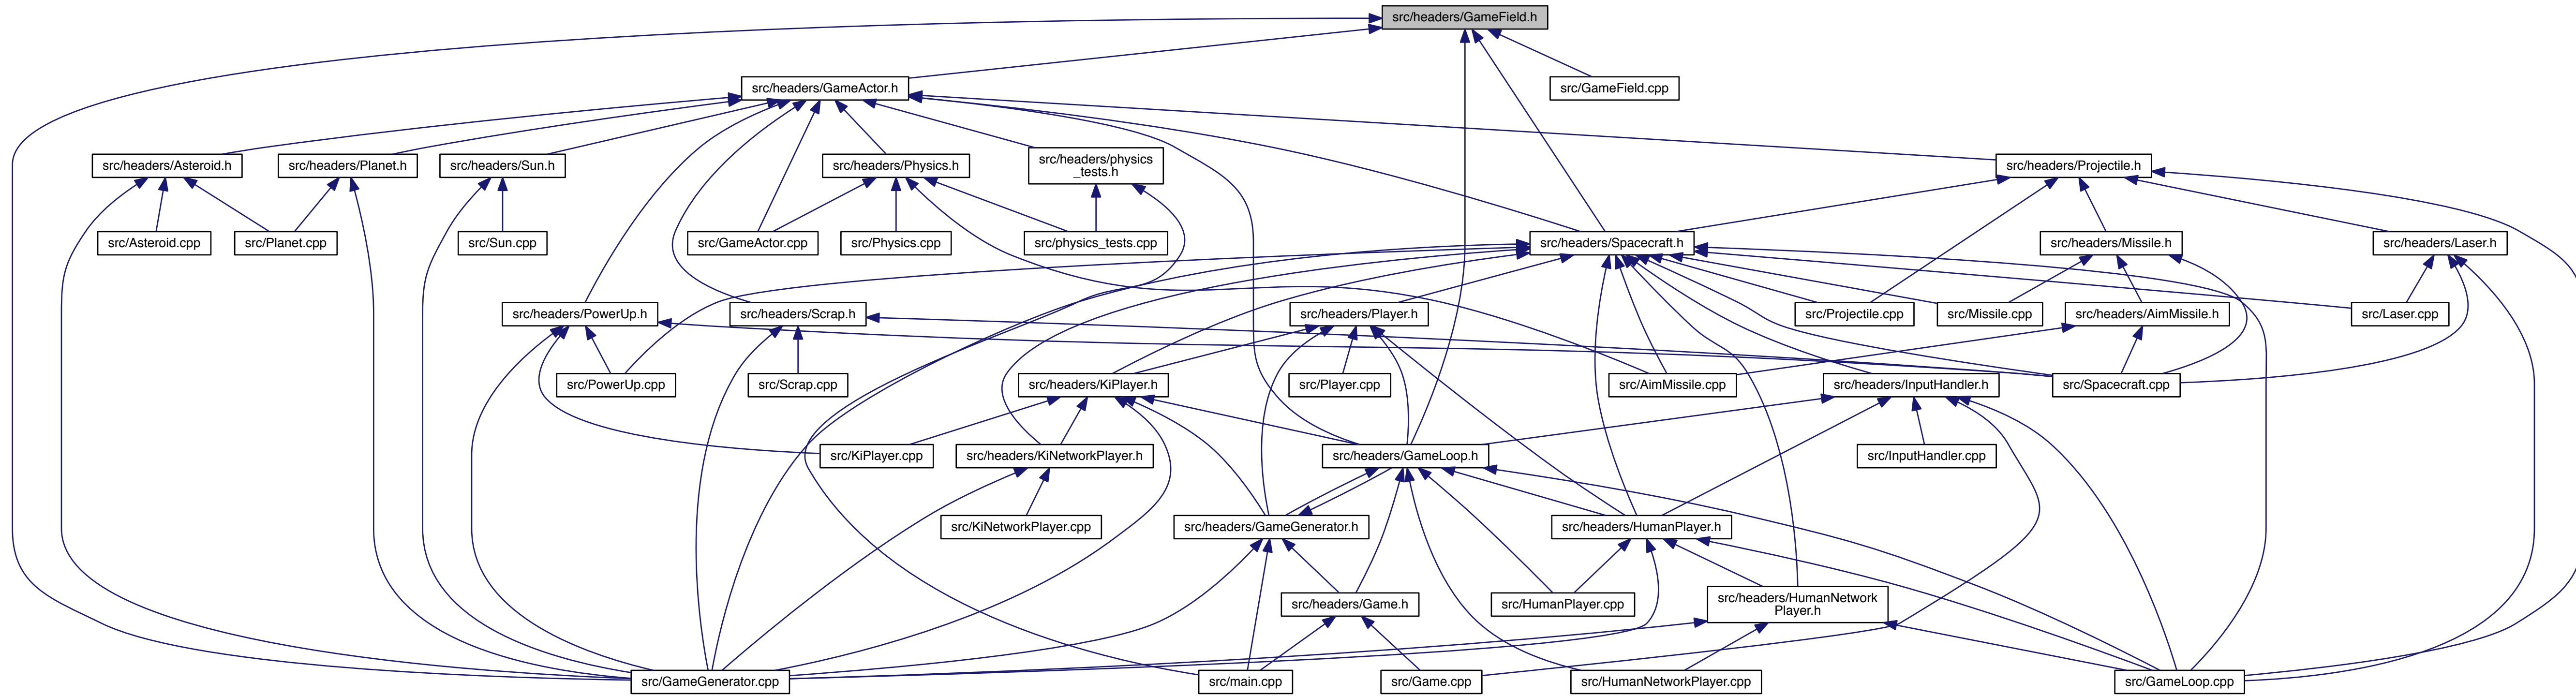 src/headers/GameField.h
src/headers/GameActor.h
src/GameField.cpp
src/headers/Asteroid.h
src/headers/Planet.h
src/headers/Sun.h
src/headers/Physics.h
src/headers/physics
_tests.h
src/headers/Projectile.h
src/Asteroid.cpp
src/Planet.cpp
src/Sun.cpp
src/GameActor.cpp
src/Physics.cpp
src/physics_tests.cpp
src/headers/Spacecraft.h
src/headers/Missile.h
src/headers/Laser.h
src/headers/PowerUp.h
src/headers/Scrap.h
src/headers/Player.h
src/Projectile.cpp
src/Missile.cpp
src/headers/AimMissile.h
src/Laser.cpp
src/PowerUp.cpp
src/Scrap.cpp
src/headers/KiPlayer.h
src/Player.cpp
src/AimMissile.cpp
src/headers/InputHandler.h
src/Spacecraft.cpp
src/KiPlayer.cpp
src/headers/KiNetworkPlayer.h
src/headers/GameLoop.h
src/InputHandler.cpp
src/KiNetworkPlayer.cpp
src/headers/GameGenerator.h
src/headers/HumanPlayer.h
src/headers/Game.h
src/HumanPlayer.cpp
src/headers/HumanNetwork
Player.h
src/GameGenerator.cpp
src/main.cpp
src/Game.cpp
src/HumanNetworkPlayer.cpp
src/GameLoop.cpp